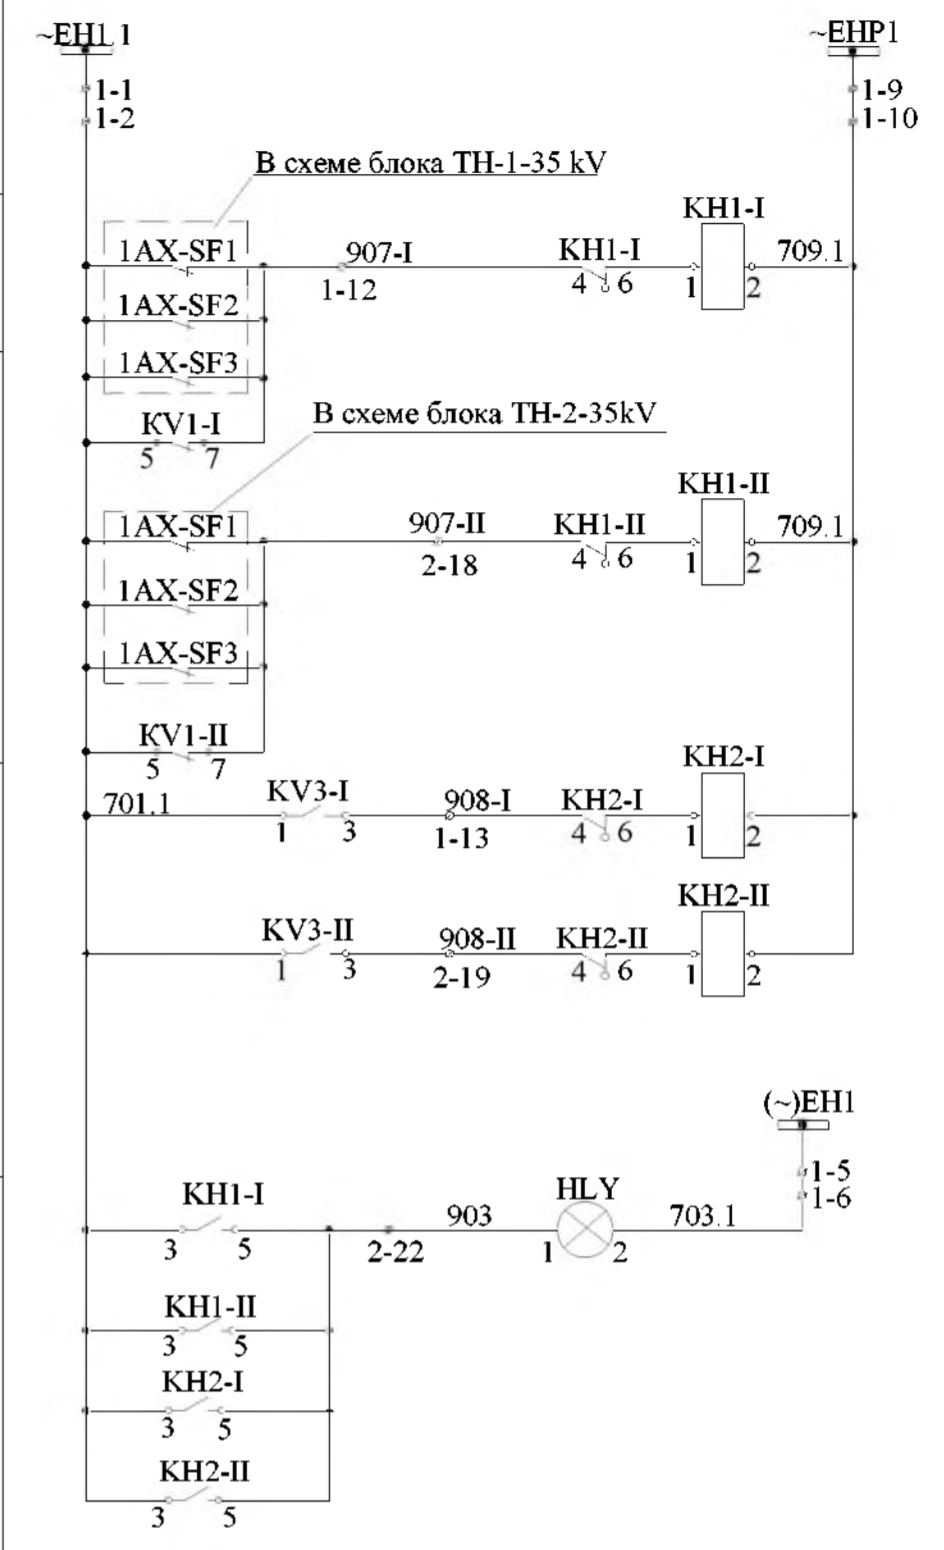 ~EH1.1
~EHP1
1-1
1-9
1-2
1-10
В схеме блока ТН-1-35 kV
KH1-I
1AX-SF1
907-I
KH1-I
709.1
1-12
4 6
1
2
1AX-SF2
1AX-SF3
В схеме блока ТН-2-35kV
KV1-I
5 7
KH1-II
1AX-SF1
907-II
KH1-II
709.1
2-18
4 6
1
2
1AX-SF2
1AX-SF3
KV1-II
5 7
KH2-I
701.1
KV3-I
908-I
KH2-I
1 3
1-13
4 6
1
2
KH2-II
KV3-II
908-II
KH2-II
1 3
2-19
4 6
1
2
(~)EH1
1-5
1-6
KH1-I
903
HLY
703.1
3 5
2-22
1
2
KH1-II
3 5
KH2-I
3 5
KH2-II
3 5